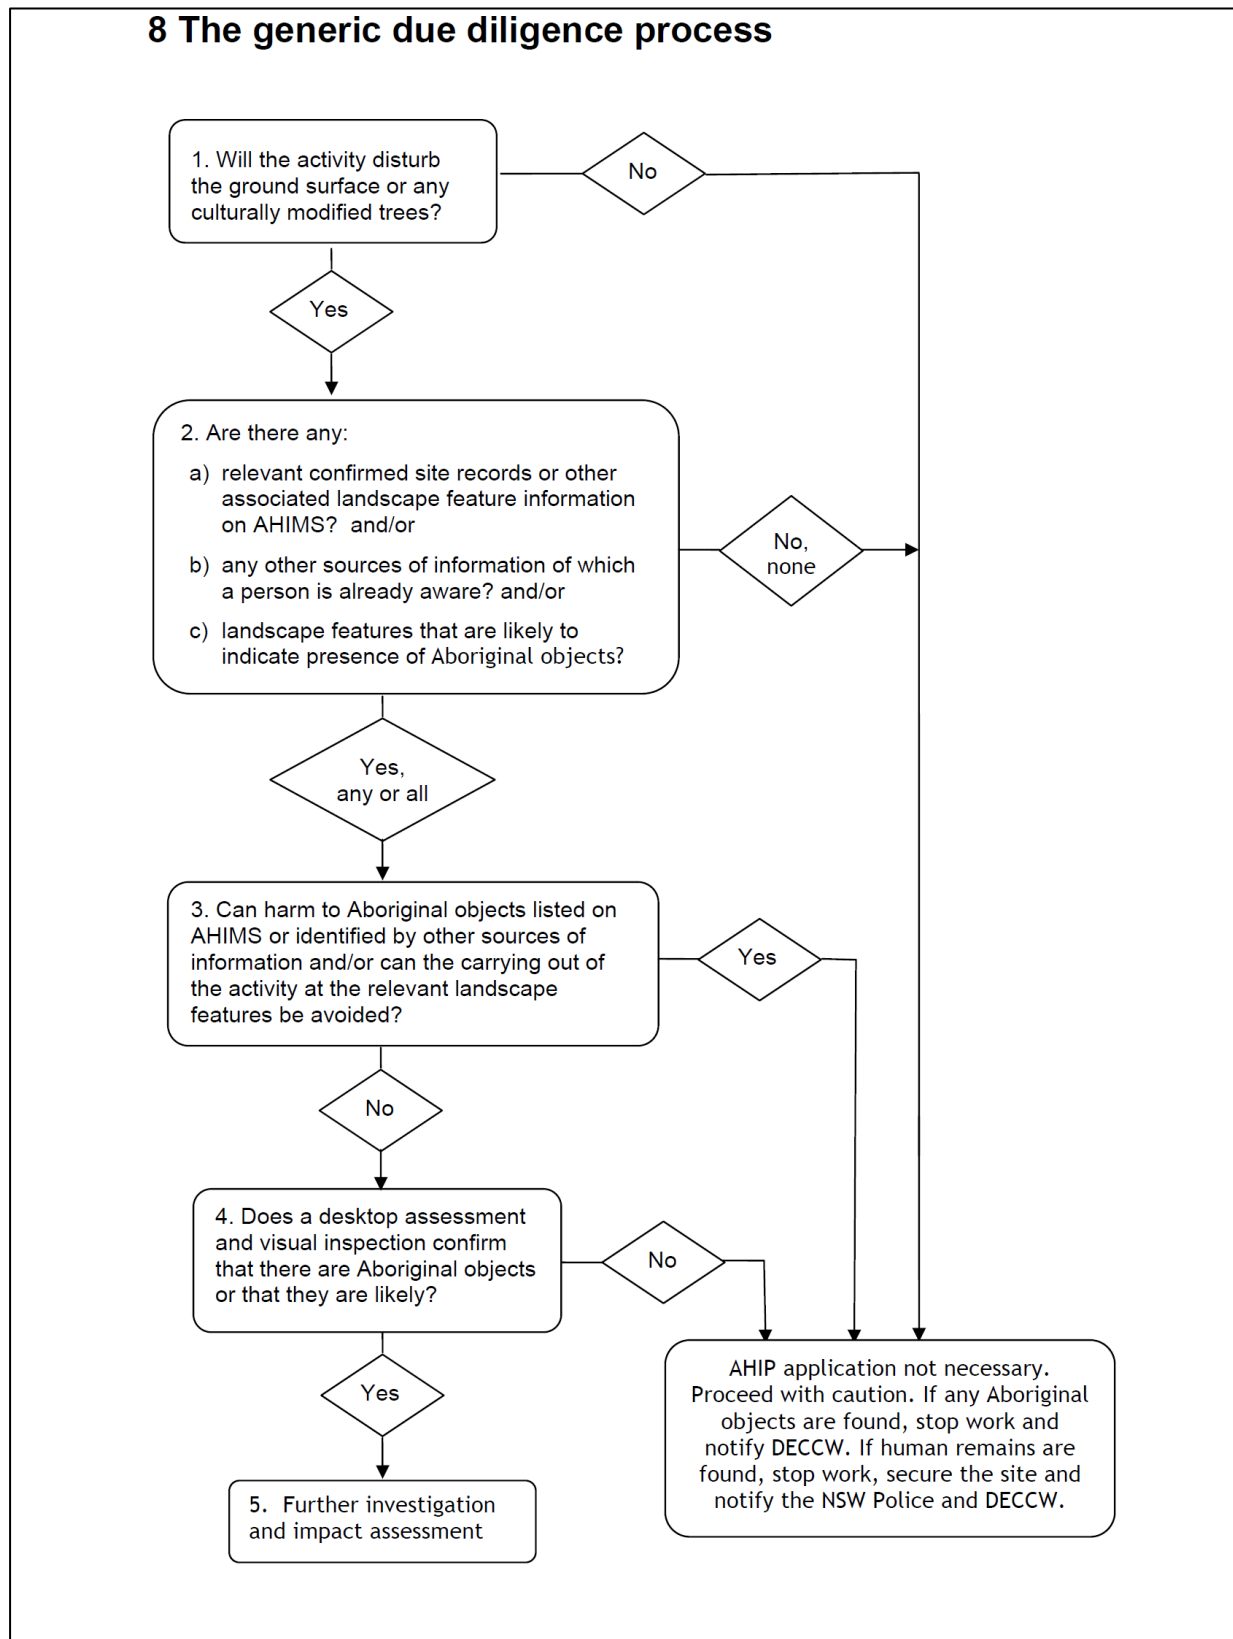 8 The generic due diligence process
1. Will the activity disturb
the ground surface or any
culturally modified trees?
No
Yes
2. Are there any:
a) relevant confirmed site records or other
associated landscape feature information
on AHIMS? and/or
b) any other sources of information of which
a person is already aware? and/or
c) landscape features that are likely to
indicate presence of Aboriginal objects?
No,
none
Yes,
any or all
3. Can harm to Aboriginal objects listed on
AHIMS or identified by other sources of
information and/or can the carrying out of
the activity at the relevant landscape
features be avoided?
Yes
No
4. Does a desktop assessment
and visual inspection confirm
that there are Aboriginal objects
or that they are likely?
No
Yes
AHIP application not necessary.
Proceed with caution. If any Aboriginal
objects are found, stop work and
notify DECCW. If human remains are
found, stop work, secure the site and
notify the NSW Police and DECCW.
5. Further investigation
and impact assessment